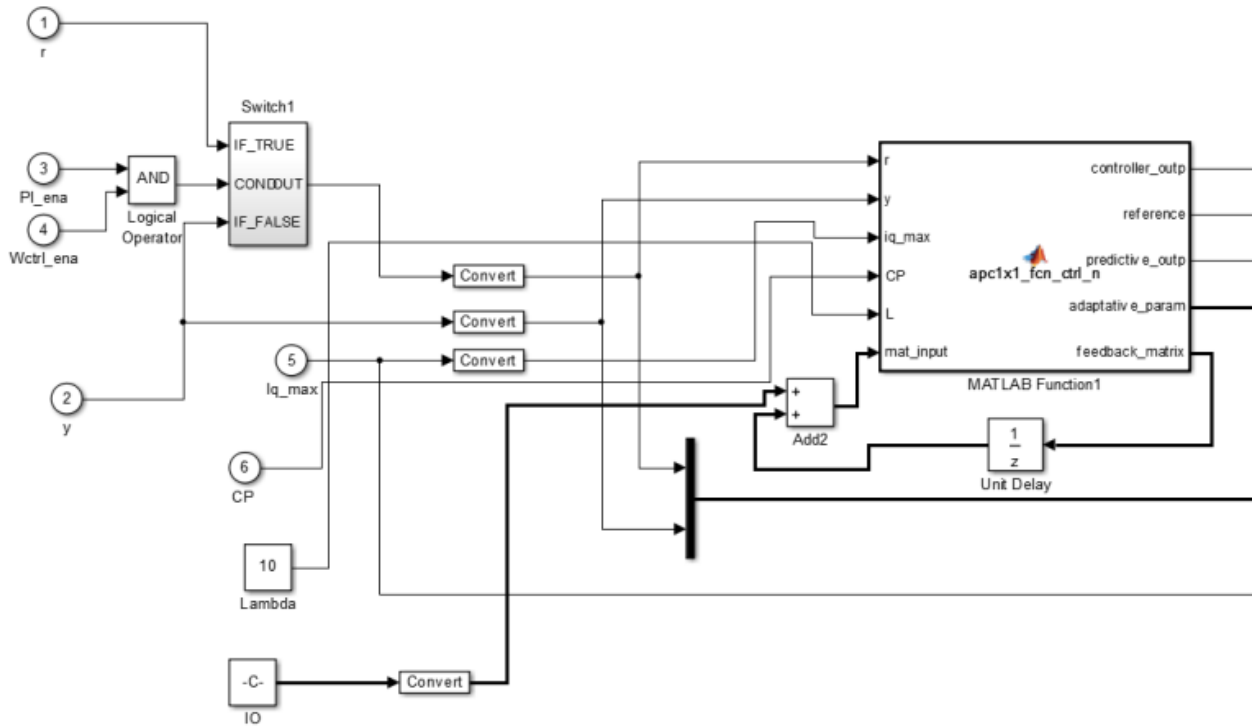 1
r
Switch1
IF_TRUE
3
PI_ena
AND
COND
OUT
Logical
Operator
4
Wctrl_ena
IF_FALSE
r
controller_outp
y
reference
iq_max
apc1x1_fcn_ctrl_n
predictive_outp
CP
adaptative_param
L
mat_input
feedback_matrix
MATLAB Function1
Convert
Convert
5
Iq_max
Convert
2
y
+
+
Add2
1
z
Unit Delay
6
CP
10
Lambda
-C-
IO
Convert